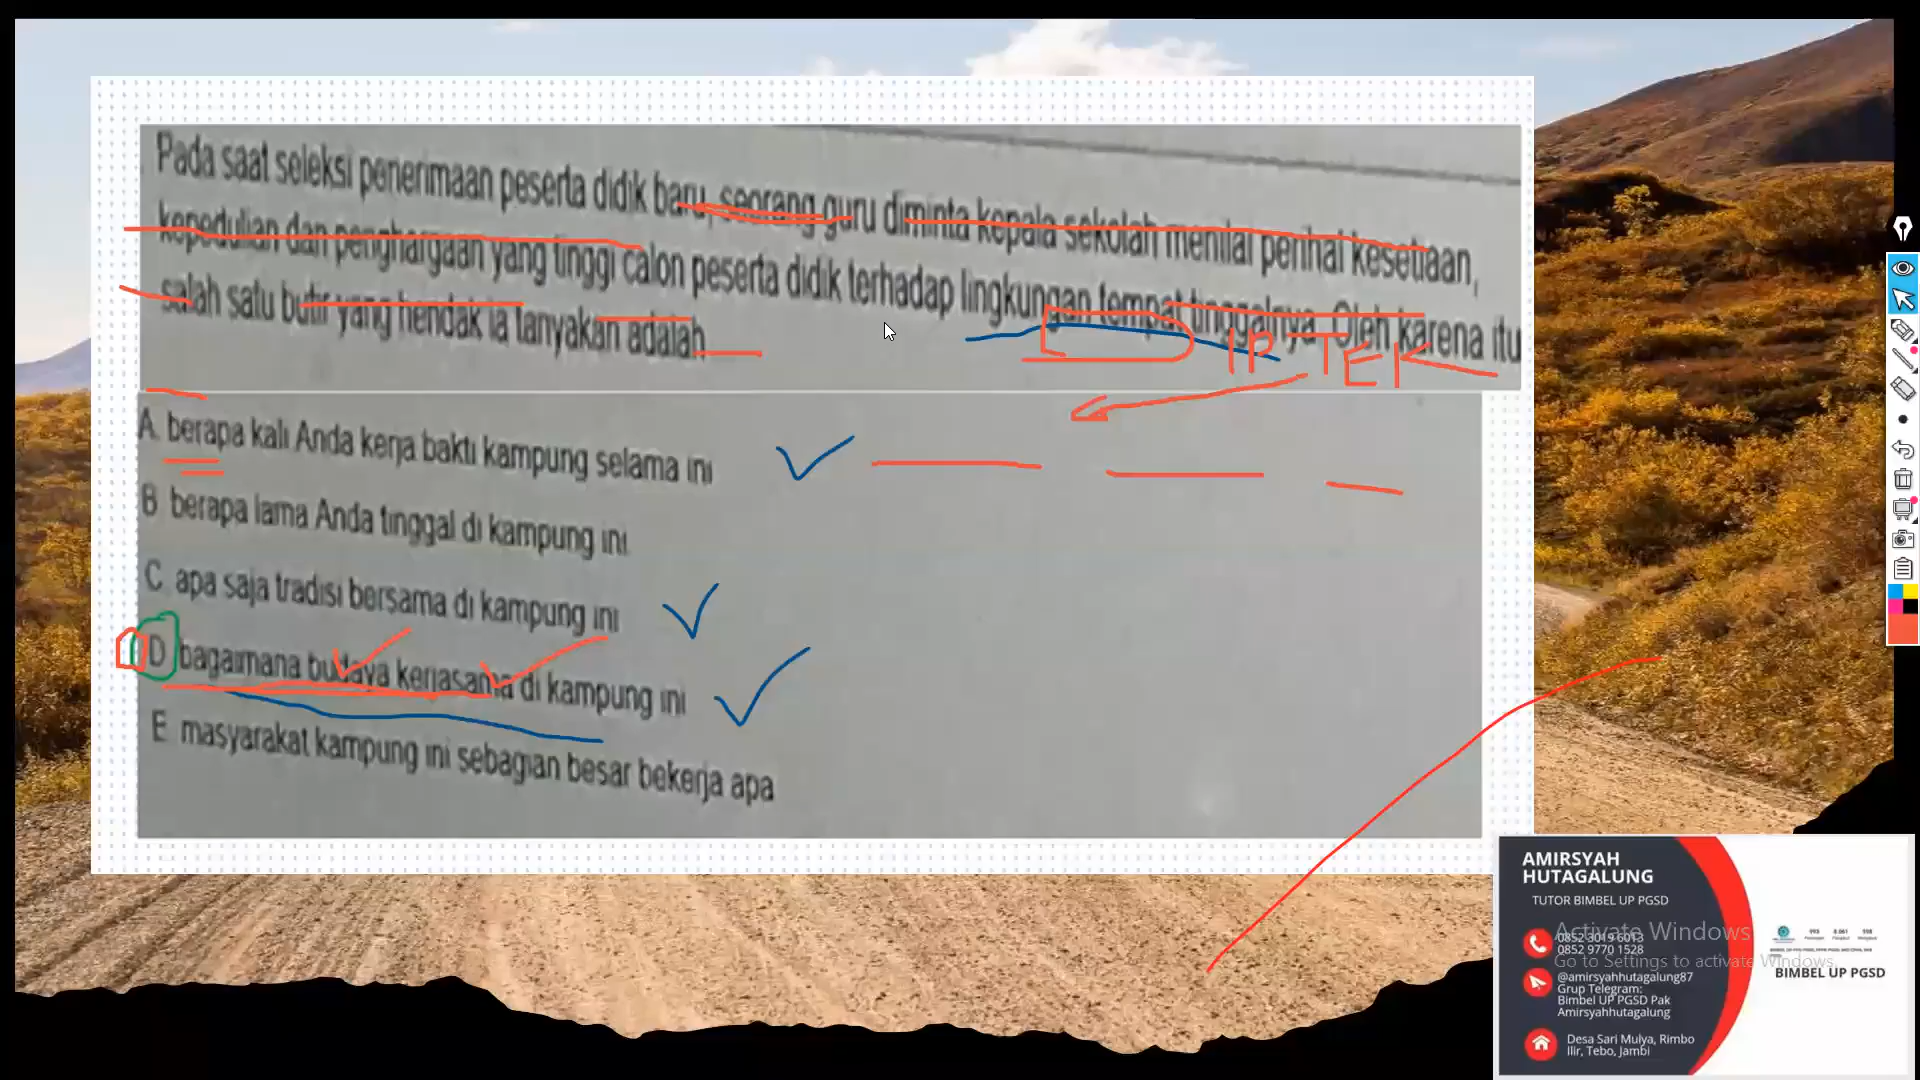 Pada saat seleksi penerimaan peserta didik baru, seorang guru diminta kepala sekolah menilai perihal kesetiaan,
kepedulian dan penghargaan yang tinggi calon peserta didik terhadap lingkungan tempat tinggalnya. Oleh karena itu
salah satu butir yang hendak ia tanyakan adalah
IPTEK
A. berapa kali Anda kerja bakti kampung selama ini
B berapa lama Anda tinggal di kampung ini
C. apa saja tradisi bersama di kampung ini
D bagaimana budaya kerjasama di kampung ini
E masyarakat kampung ini sebagian besar bekerja apa
AMIRSYAH
HUTAGALUNG
TUTOR BIMBEL UP PGSD
0852 3019 6013
0852 9770 1528
@amirsyahhutagalung87
Grup Telegram:
Bimbel UP PGSD Pak
Amirsyahhutagalung
Desa Sari Mulya, Rimbo
Ilir, Tebo, Jambi
BIMBEL UP PGSD
Activate Windows
Go to Settings to activate Windows.